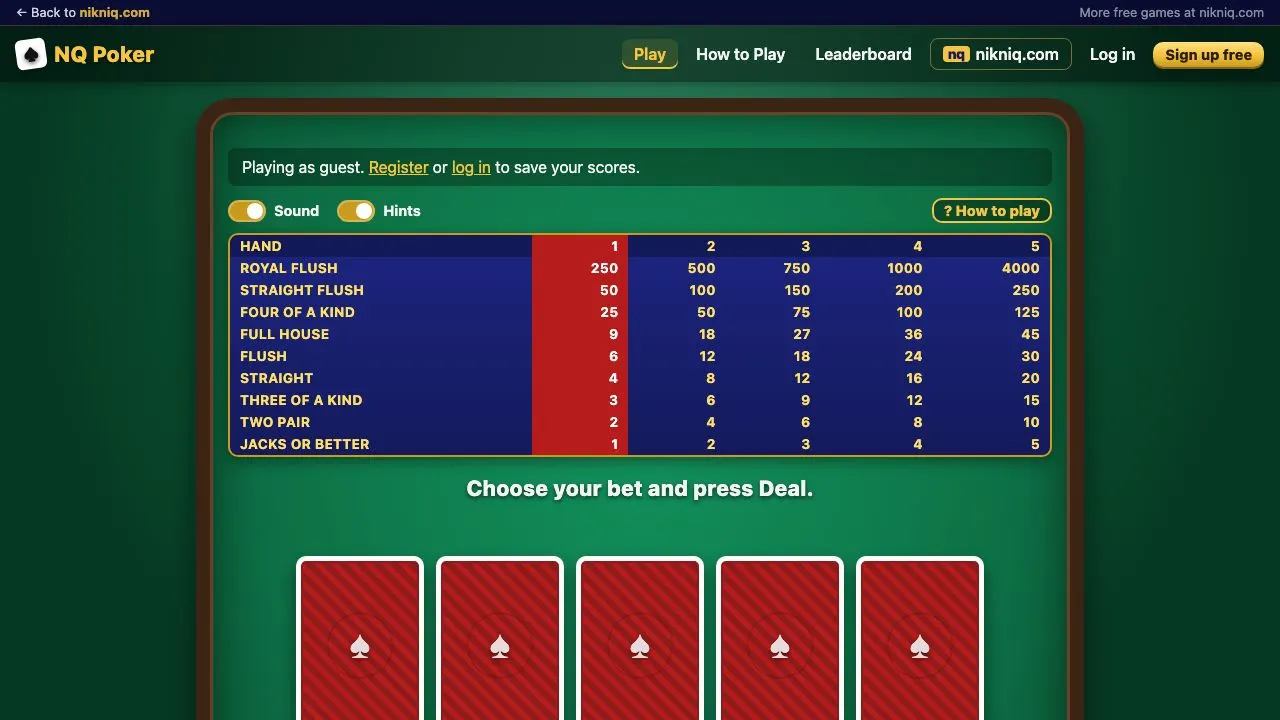 ← Back to nikniq.com
More free games at nikniq.com
NQ Poker
Play
How to Play
Leaderboard
nq nikniq.com
Log in
Sign up free
Playing as guest. Register or log in to save your scores.
Sound
Hints
? How to play
HAND 1 2 3 4 5
ROYAL FLUSH 250 500 750 1000 4000
STRAIGHT FLUSH 50 100 150 200 250
FOUR OF A KIND 25 50 75 100 125
FULL HOUSE 9 18 27 36 45
FLUSH 6 12 18 24 30
STRAIGHT 4 8 12 16 20
THREE OF A KIND 3 6 9 12 15
TWO PAIR 2 4 6 8 10
JACKS OR BETTER 1 2 3 4 5
Choose your bet and press Deal.